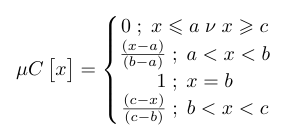 μC[x] = { 0 ; x ⩽ a ν x ⩾ c
(x−a)/(b−a) ; a < x < b
1 ; x = b
(c−x)/(c−b) ; b < x < c